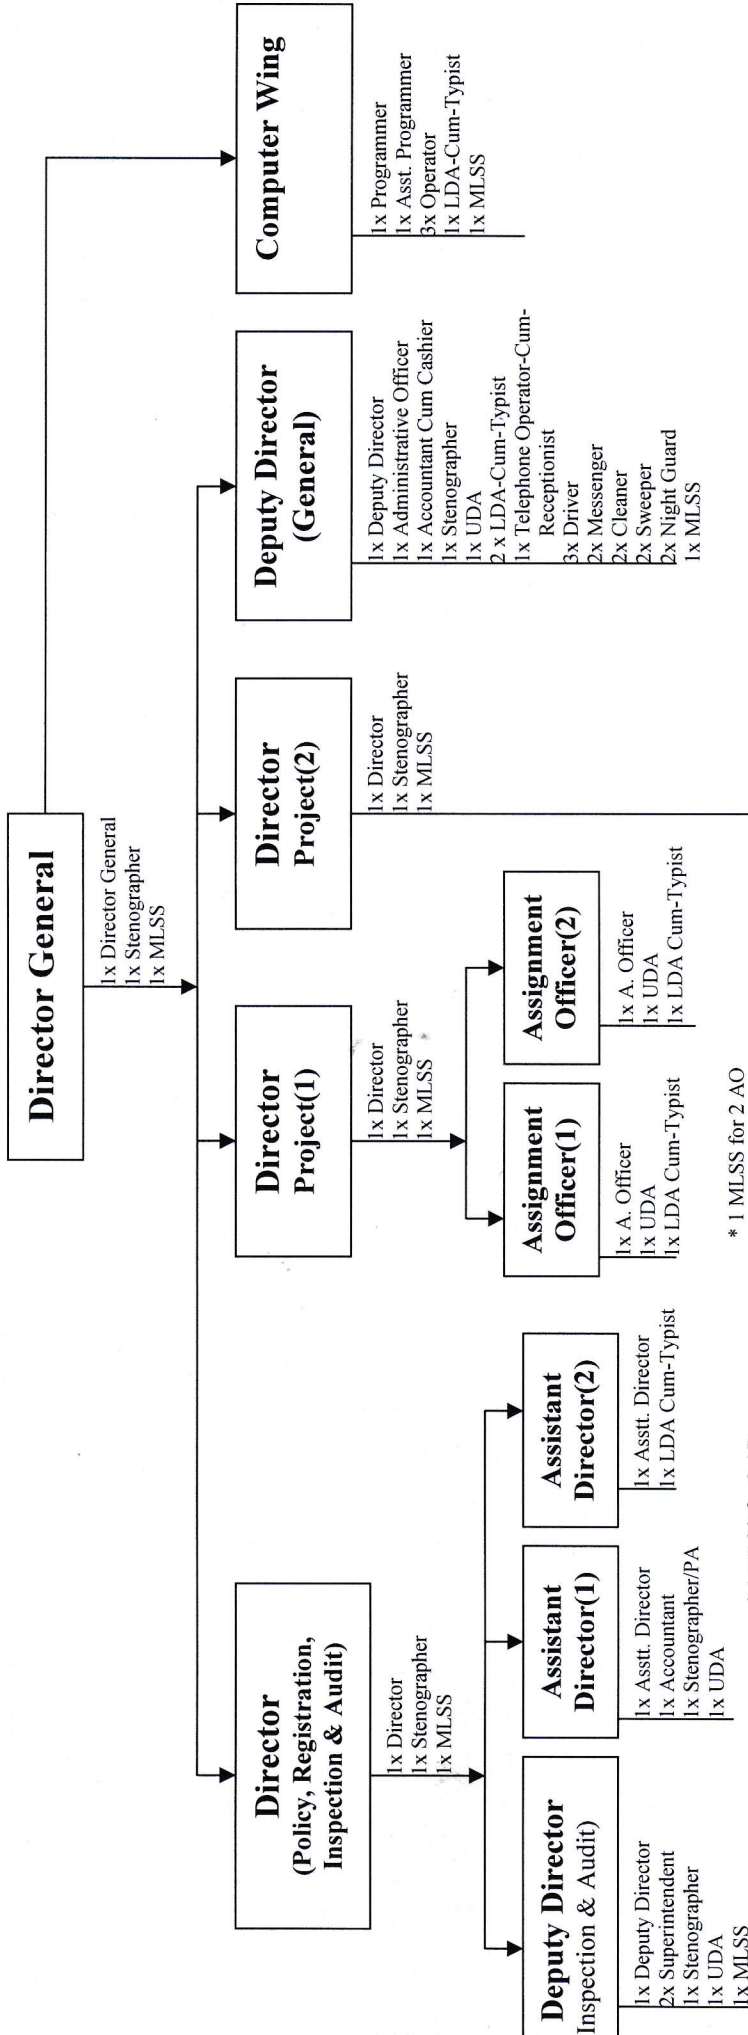 Director General
1x Director General
1x Stenographer
1x MLSS
Director
(Policy, Registration,
Inspection & Audit)
1x Director
1x Stenographer
1x MLSS
Deputy Director
Inspection & Audit)
1x Deputy Director
2x Superintendent
1x Stenographer
1x UDA
1x MLSS
Assistant
Director(1)
1x Asstt. Director
1x Accountant
1x Stenographer/PA
1x UDA
Assistant
Director(2)
1x Asstt. Director
1x LDA Cum-Typist
Director
Project(1)
1x Director
1x Stenographer
1x MLSS
Assignment
Officer(1)
1x A. Officer
1x UDA
1x LDA Cum-Typist
Assignment
Officer(2)
1x A. Officer
1x UDA
1x LDA Cum-Typist
* 1 MLSS for 2 AO
Director
Project(2)
1x Director
1x Stenographer
1x MLSS
Deputy Director
(General)
1x Deputy Director
1x Administrative Officer
1x Accountant Cum Cashier
1x Stenographer
1x UDA
2 x LDA-Cum-Typist
1x Telephone Operator-Cum-
Receptionist
3x Driver
2x Messenger
2x Cleaner
2x Sweeper
2x Night Guard
1x MLSS
Computer Wing
1x Programmer
1x Asst. Programmer
3x Operator
1x LDA-Cum-Typist
1x MLSS